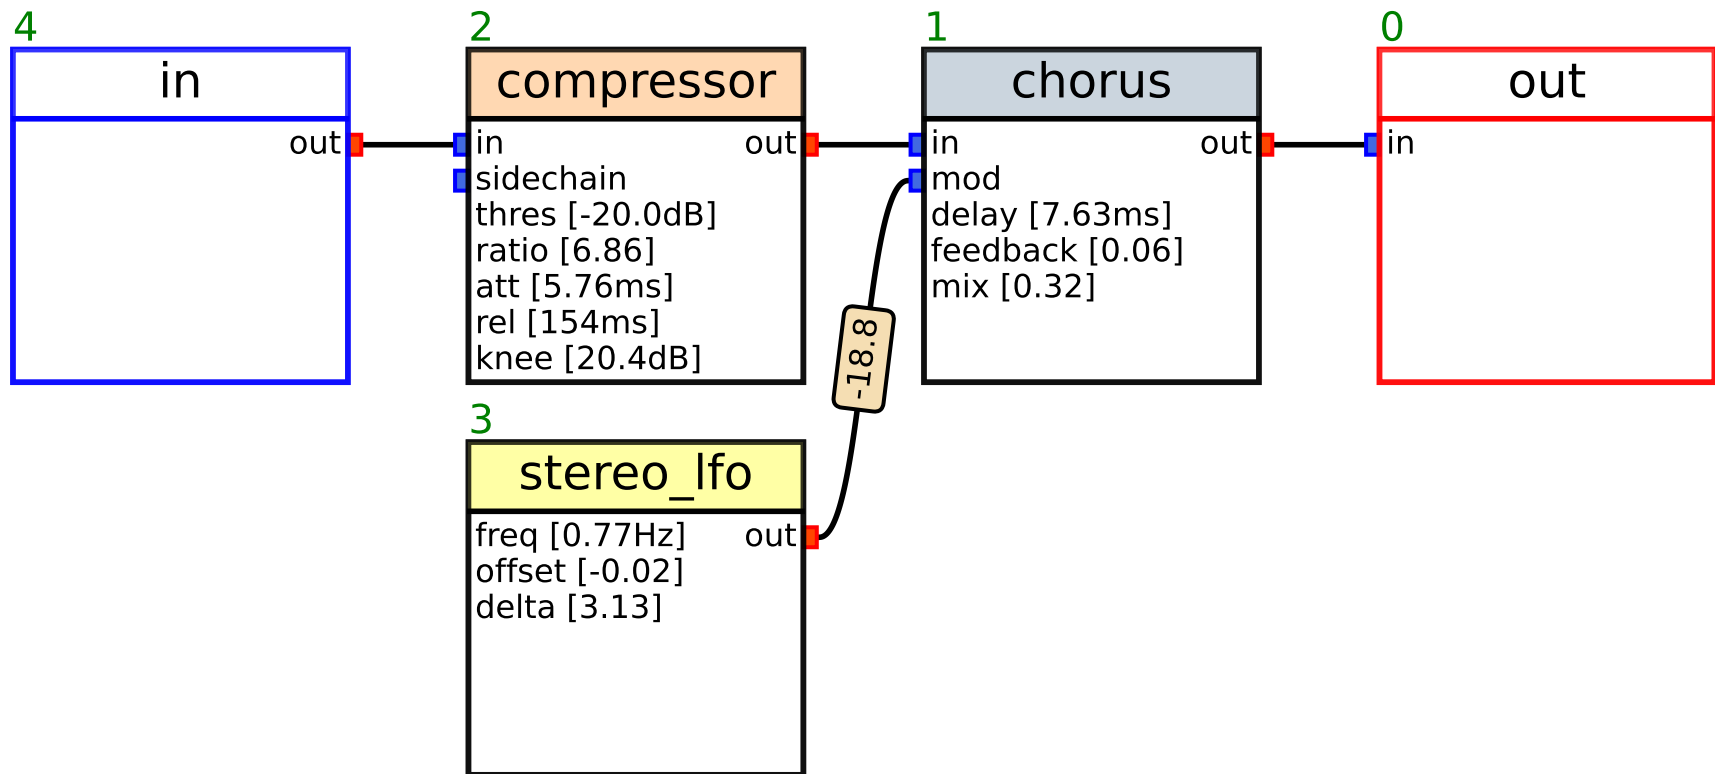 4
in
out
2
compressor
in
out
sidechain
thres [-20.0dB]
ratio [6.86]
att [5.76ms]
rel [154ms]
knee [20.4dB]
1
chorus
in
out
mod
delay [7.63ms]
feedback [0.06]
mix [0.32]
0
out
in
-18.8
3
stereo_lfo
freq [0.77Hz]
out
offset [-0.02]
delta [3.13]